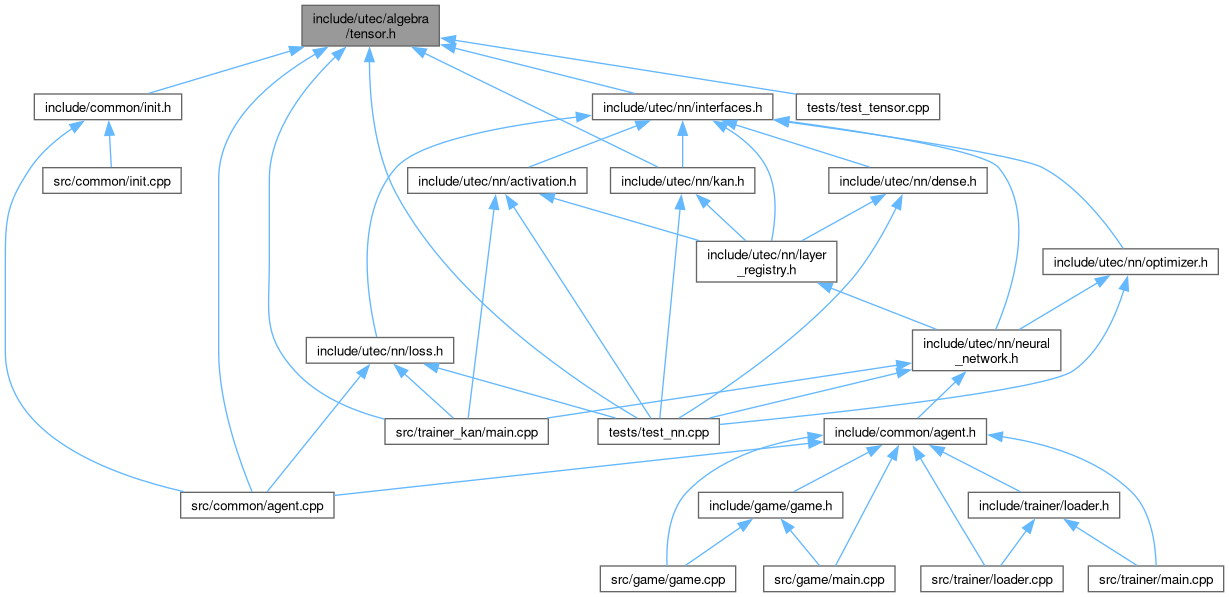 include/utec/algebra
/tensor.h
include/common/init.h
include/utec/nn/interfaces.h
tests/test_tensor.cpp
src/common/init.cpp
include/utec/nn/activation.h
include/utec/nn/kan.h
include/utec/nn/dense.h
include/utec/nn/layer
_registry.h
include/utec/nn/optimizer.h
include/utec/nn/loss.h
include/utec/nn/neural
_network.h
src/trainer_kan/main.cpp
tests/test_nn.cpp
include/common/agent.h
src/common/agent.cpp
include/game/game.h
include/trainer/loader.h
src/game/game.cpp
src/game/main.cpp
src/trainer/loader.cpp
src/trainer/main.cpp